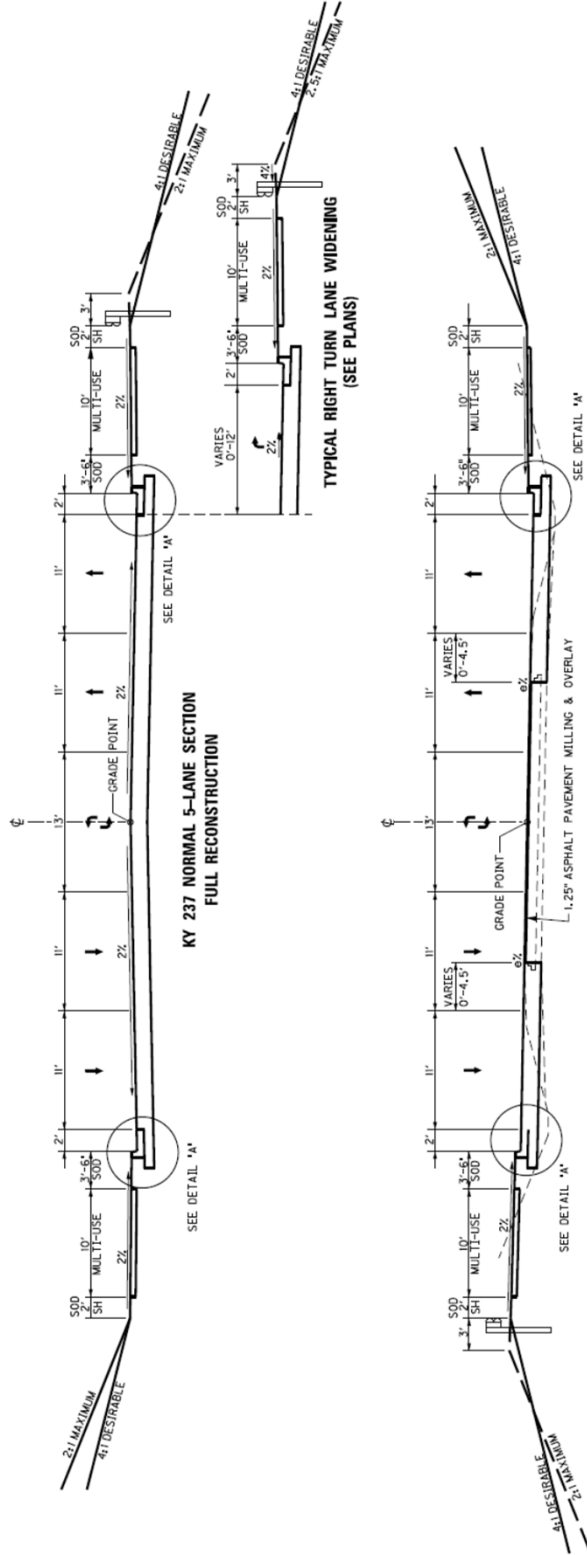 ℄
2:1 MAXIMUM
4:1 DESIRABLE
SOD
2'
SH
10'
MULTI-USE
2%
3'-6"
SOD
2'
11'
11'
13'
11'
11'
2'
3'-6"
SOD
10'
MULTI-USE
2%
SOD
2'
SH
3'
4:1 DESIRABLE
2:1 MAXIMUM
2%
GRADE POINT
2%
SEE DETAIL 'A'
SEE DETAIL 'A'
KY 237 NORMAL 5-LANE SECTION
FULL RECONSTRUCTION
VARIES
0'-12'
2%
2'
3'-6"
SOD
10'
MULTI-USE
2%
SOD
2'
SH
3'
4%
4:1 DESIRABLE
2.5:1 MAXIMUM
TYPICAL RIGHT TURN LANE WIDENING
(SEE PLANS)
℄
4:1 DESIRABLE
2:1 MAXIMUM
3'
SOD
2'
SH
10'
MULTI-USE
2%
3'-6"
SOD
2'
11'
11'
13'
11'
11'
2'
3'-6"
SOD
10'
MULTI-USE
2%
SOD
2'
SH
2:1 MAXIMUM
4:1 DESIRABLE
VARIES
0'-4.5'
e%
GRADE POINT
e%
VARIES
0'-4.5'
SEE DETAIL 'A'
SEE DETAIL 'A'
1.25" ASPHALT PAVEMENT MILLING & OVERLAY